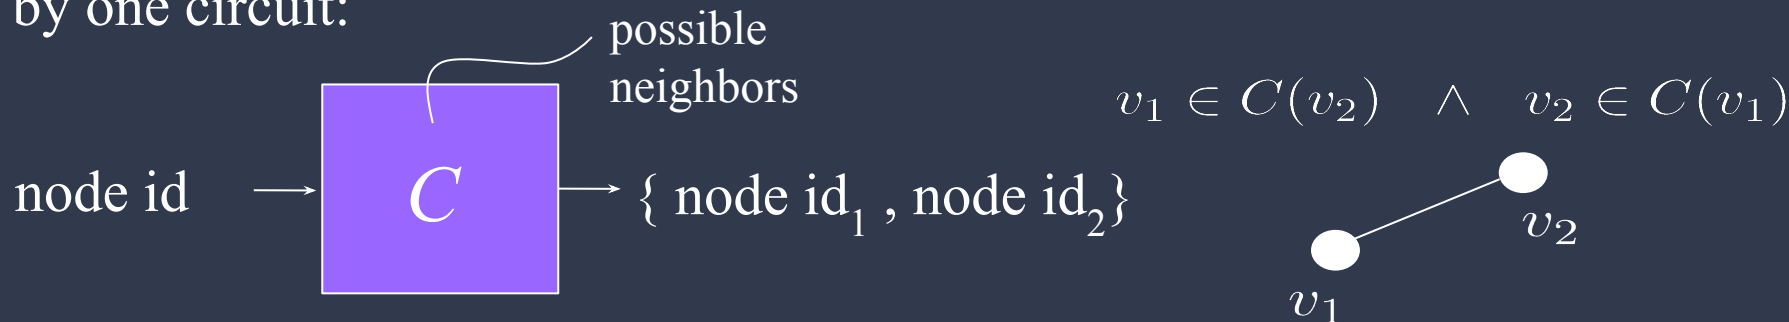 by one circuit:
possible
neighbors
v₁ ∈ C(v₂) ∧ v₂ ∈ C(v₁)
node id
C
{ node id₁ , node id₂}
v₂
v₁